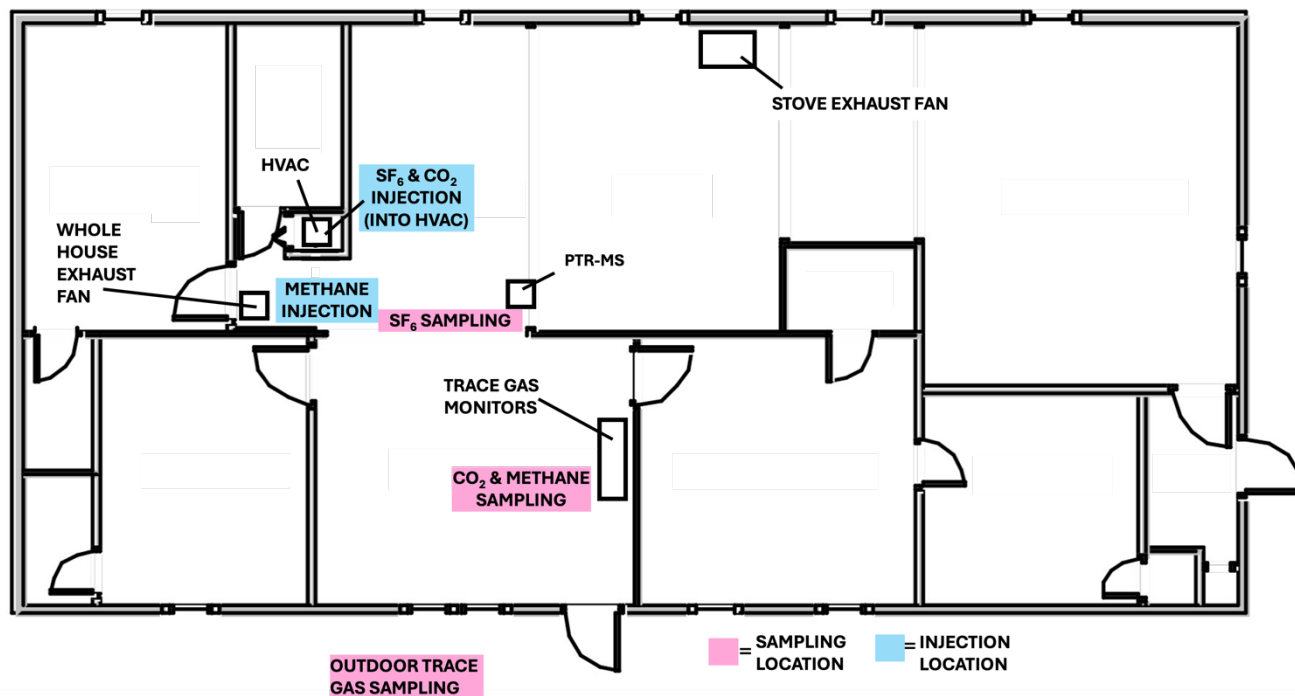 STOVE EXHAUST FAN
HVAC
SF₆ & CO₂
INJECTION
(INTO HVAC)
WHOLE
HOUSE
EXHAUST
FAN
METHANE
INJECTION
PTR-MS
SF₆ SAMPLING
TRACE GAS
MONITORS
CO₂ & METHANE
SAMPLING
OUTDOOR TRACE
GAS SAMPLING
= SAMPLING
LOCATION
= INJECTION
LOCATION